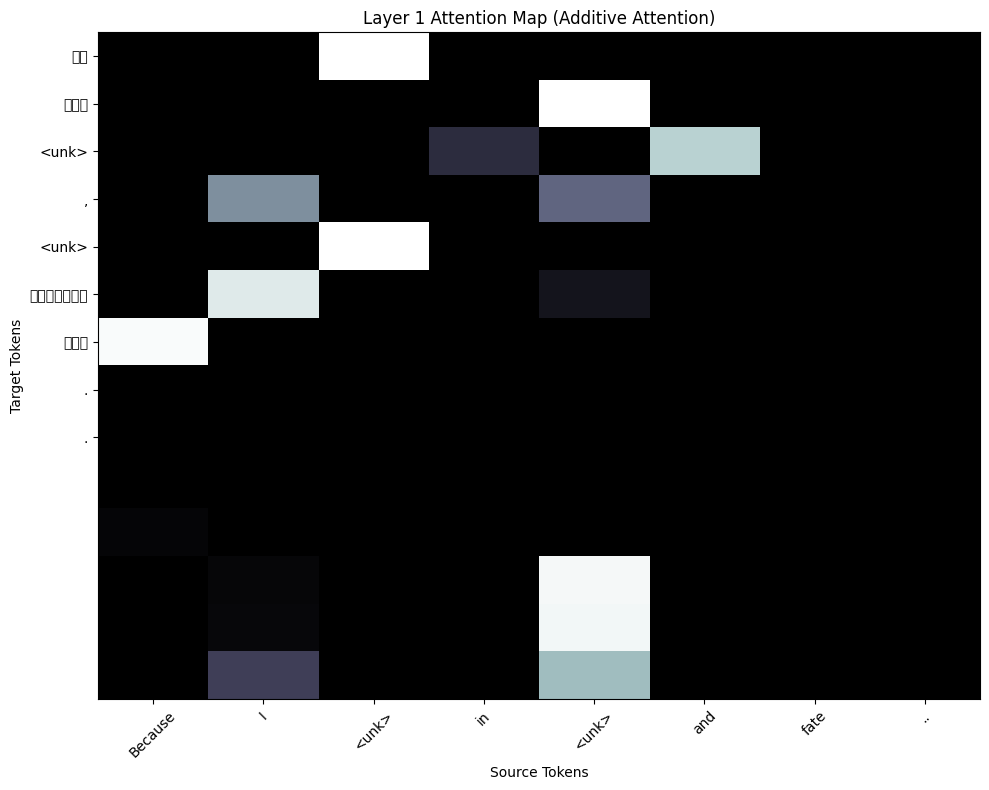 Layer 1 Attention Map (Additive Attention)
<unk>
,
<unk>
.
.
Target Tokens
Because
I
<unk>
in
<unk>
and
fate
..
Source Tokens